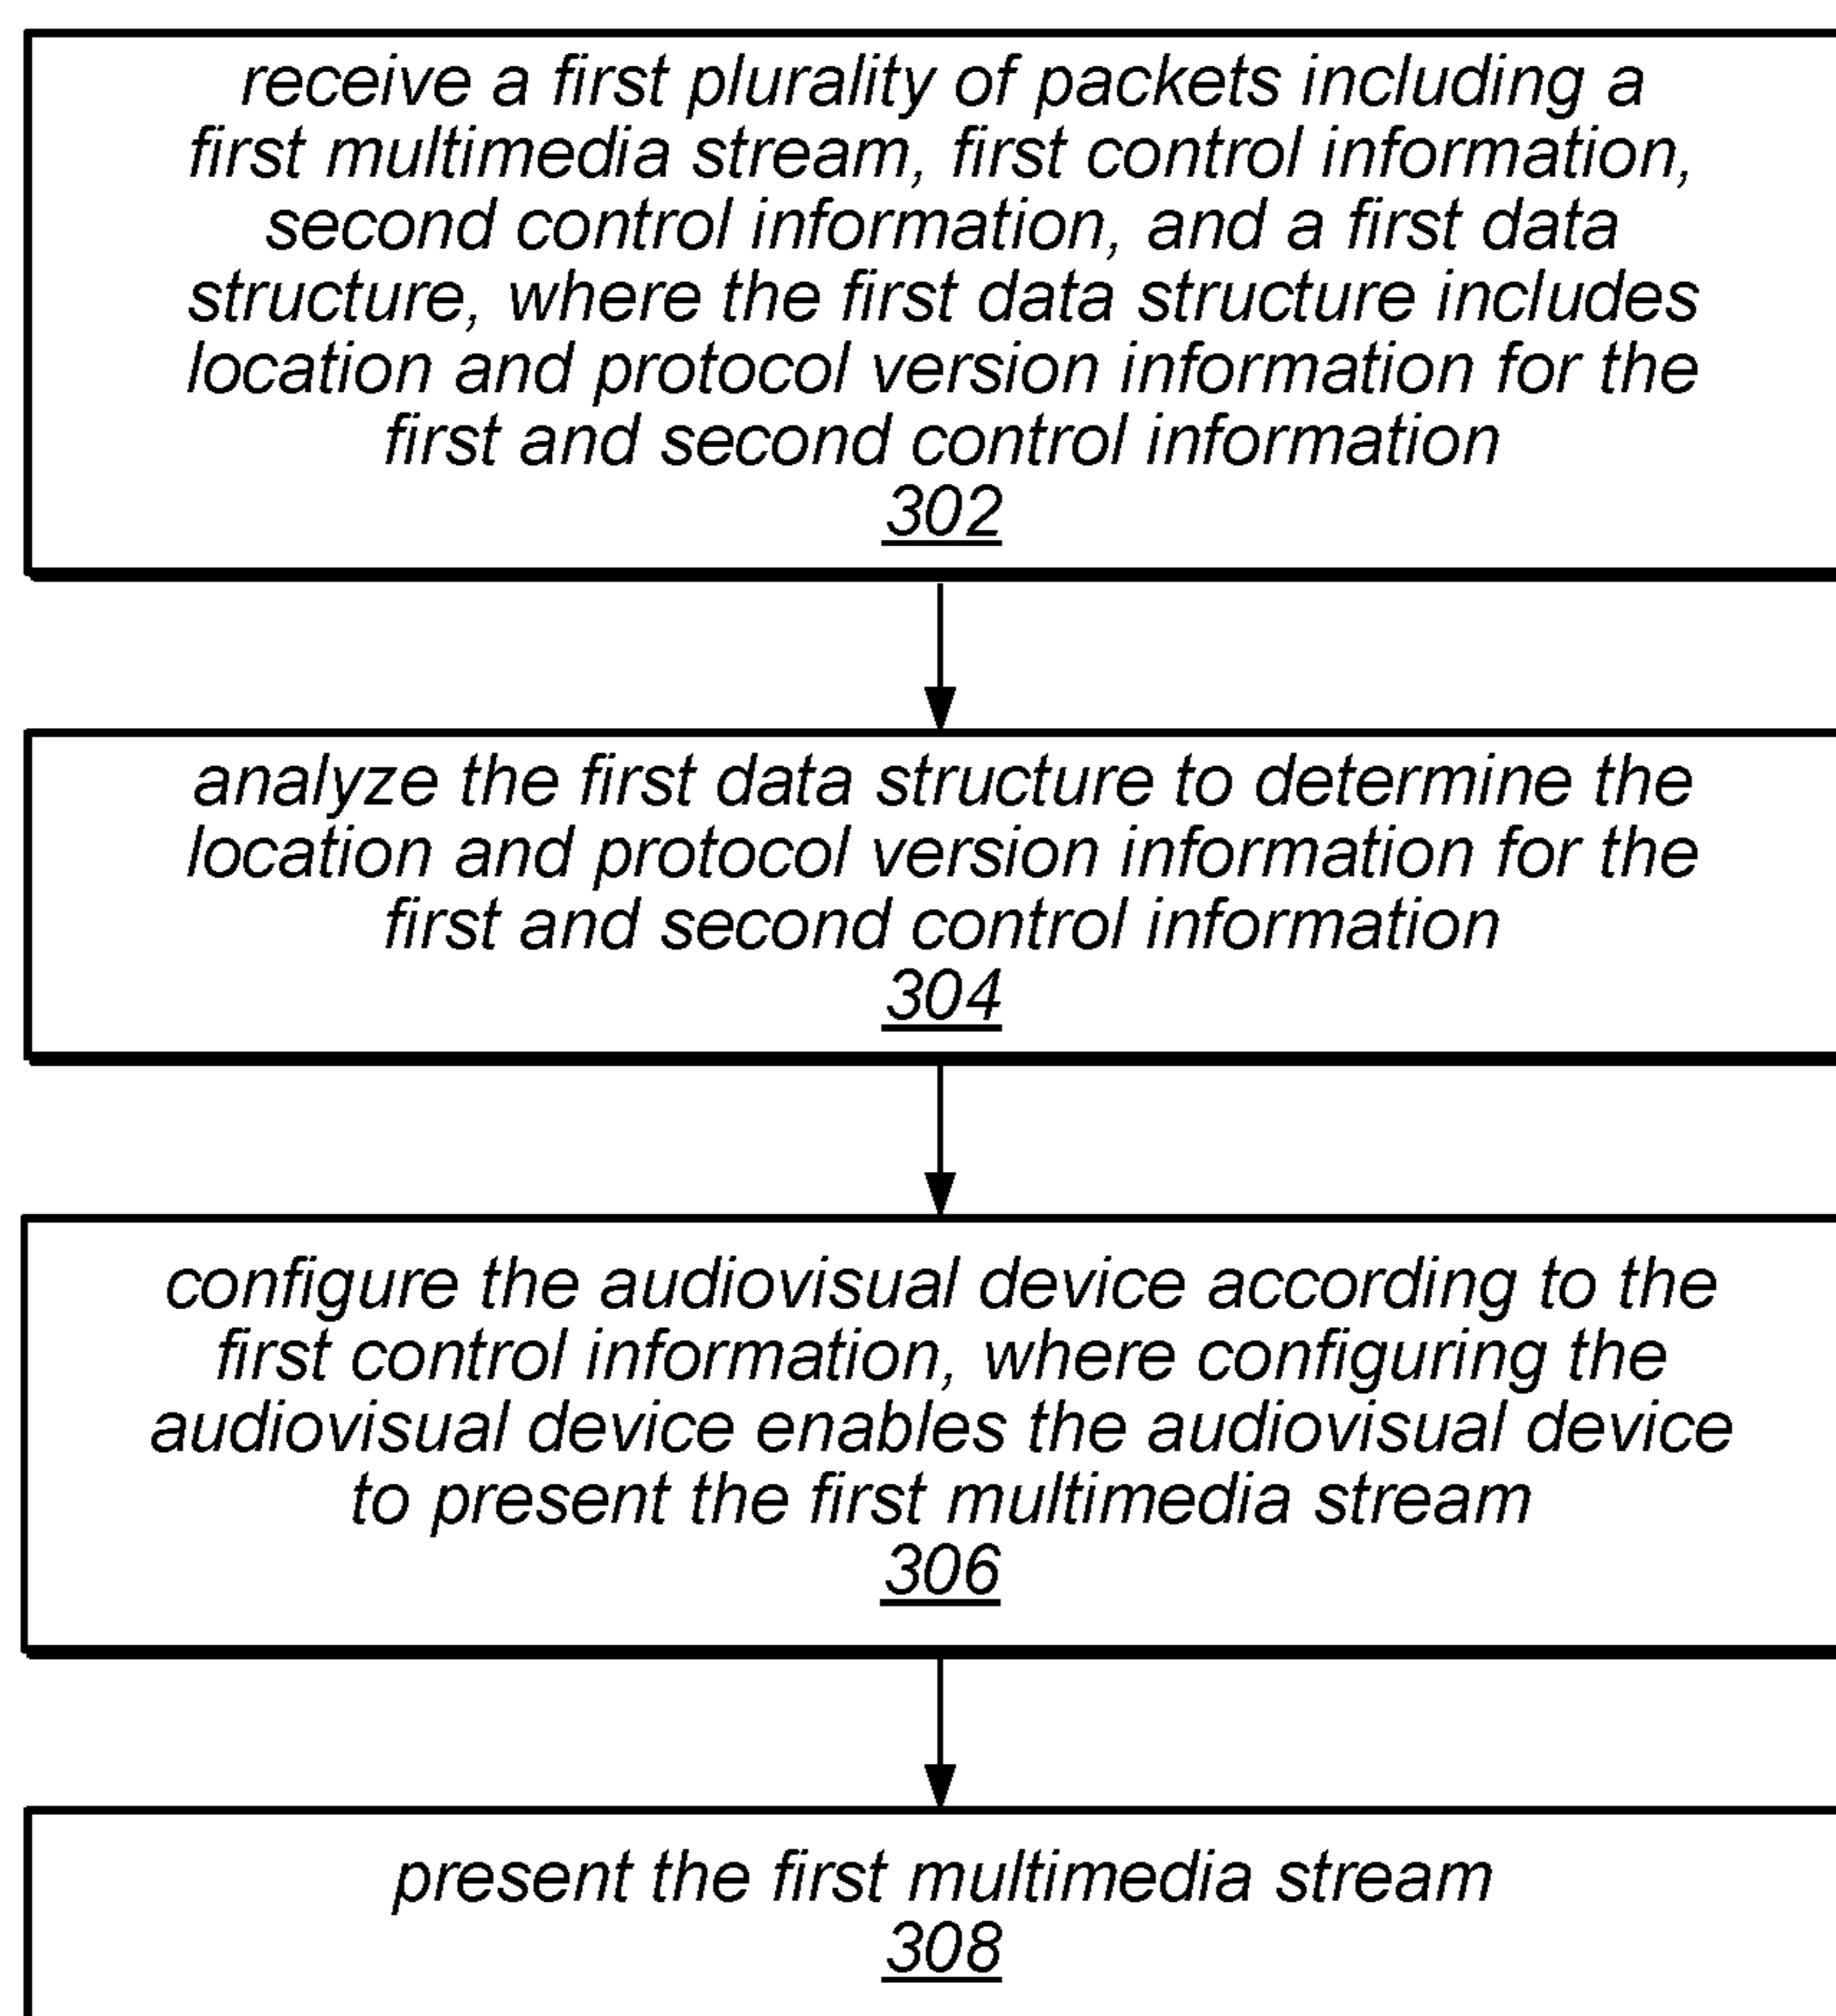 receive a first plurality of packets including a
first multimedia stream, first control information,
second control information, and a first data
structure, where the first data structure includes
location and protocol version information for the
first and second control information
302
analyze the first data structure to determine the
location and protocol version information for the
first and second control information
304
configure the audiovisual device according to the
first control information, where configuring the
audiovisual device enables the audiovisual device
to present the first multimedia stream
306
present the first multimedia stream
308